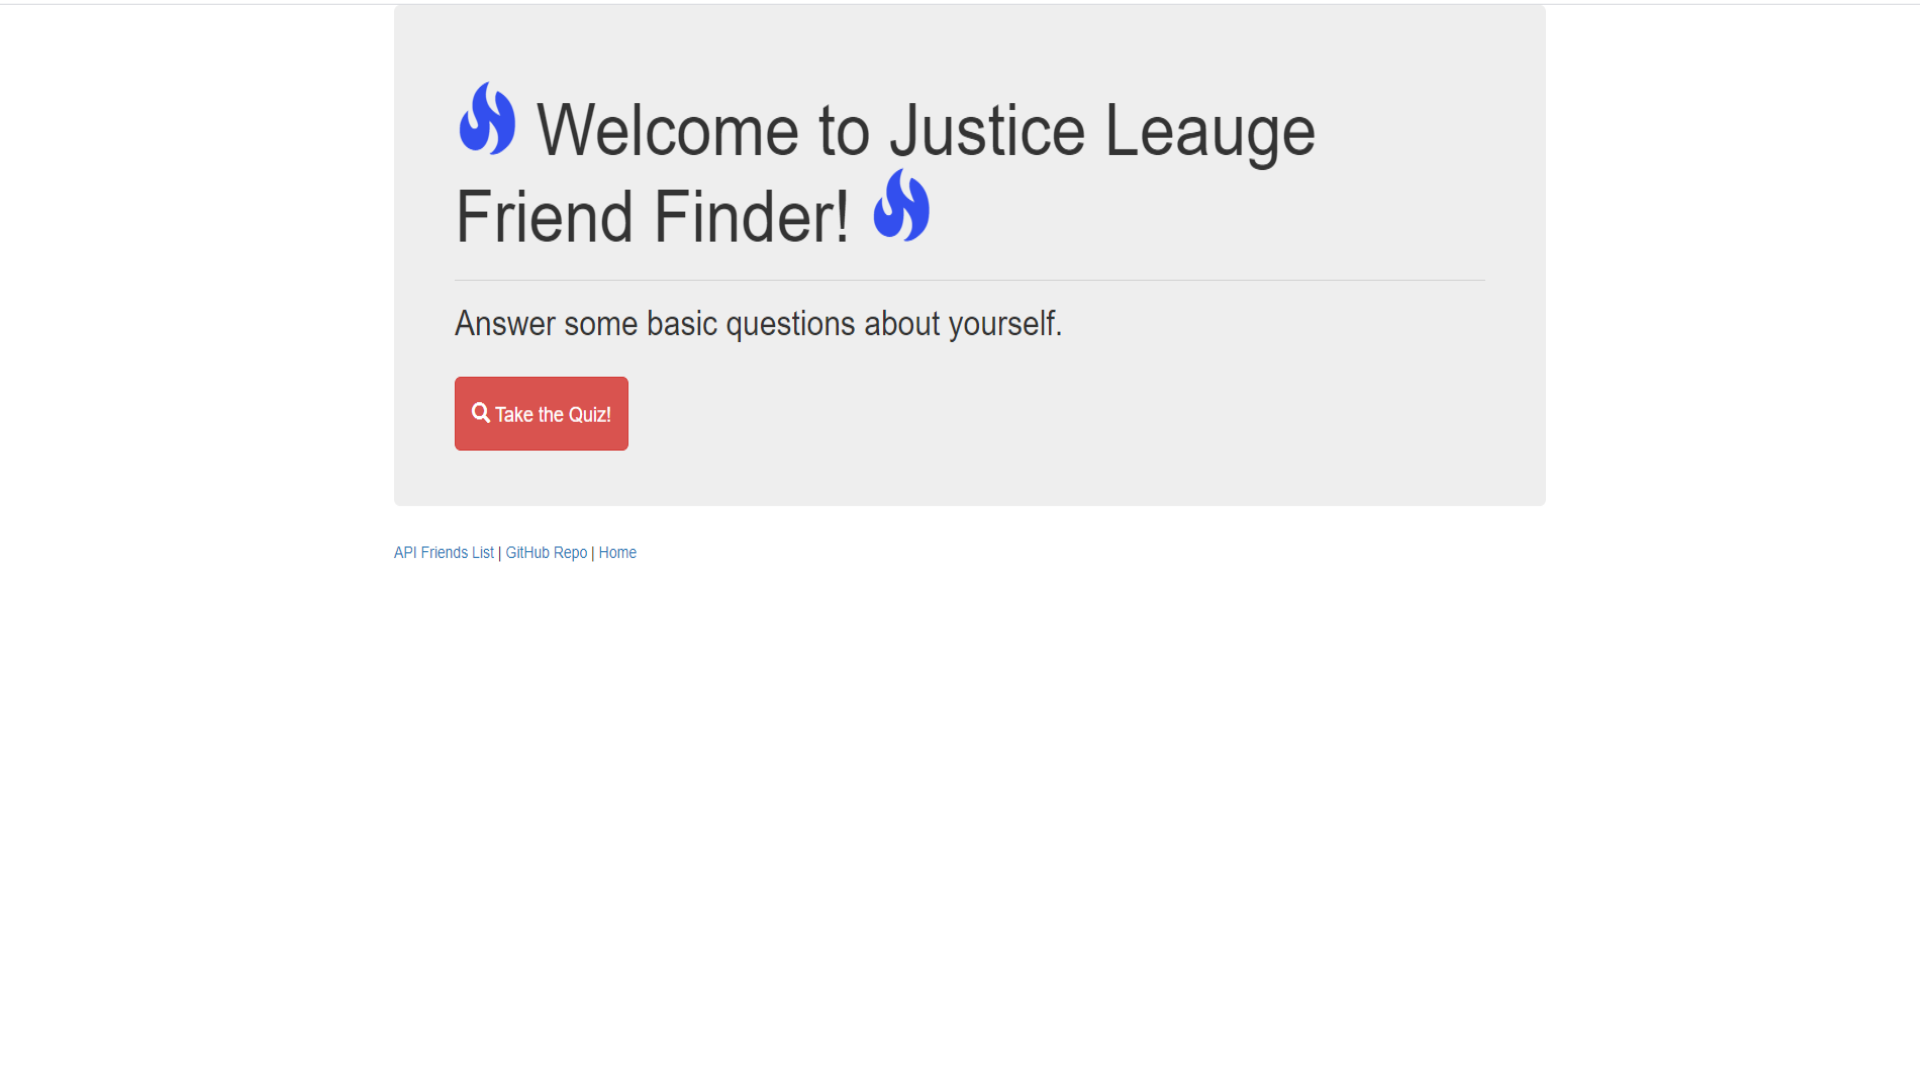 Welcome to Justice Leauge
Friend Finder!
Answer some basic questions about yourself.
Take the Quiz!
API Friends List | GitHub Repo | Home